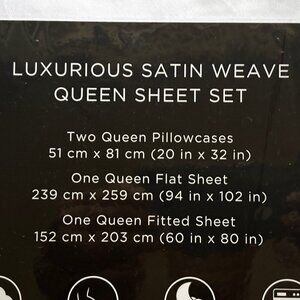 LUXURIOUS SATIN WEAVE
QUEEN SHEET SET
Two Queen Pillowcases
51 cm x 81 cm (20 in x 32 in)
One Queen Flat Sheet
239 cm x 259 cm (94 in x 102 in)
One Queen Fitted Sheet
152 cm x 203 cm (60 in x 80 in)